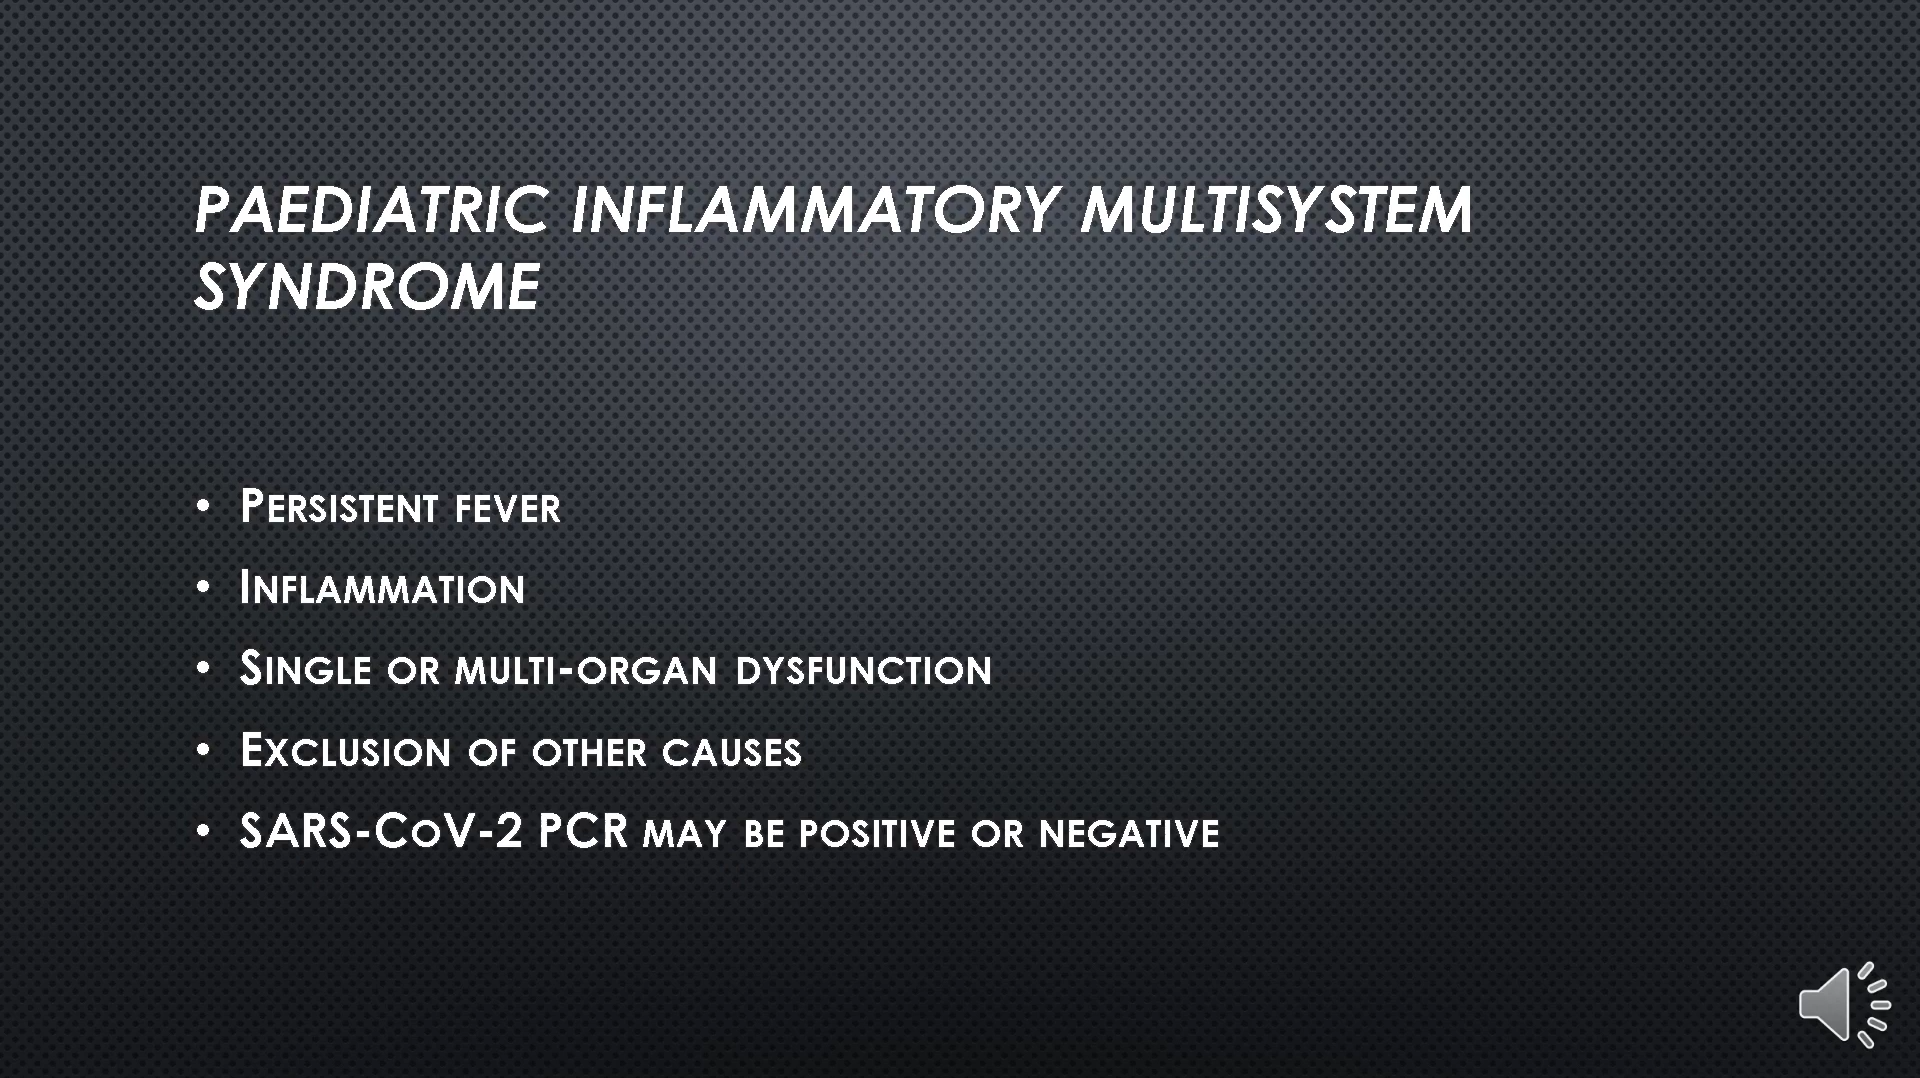 PAEDIATRIC INFLAMMATORY MULTISYSTEM
SYNDROME
• PERSISTENT FEVER
• INFLAMMATION
• SINGLE OR MULTI-ORGAN DYSFUNCTION
• EXCLUSION OF OTHER CAUSES
• SARS-COV-2 PCR MAY BE POSITIVE OR NEGATIVE